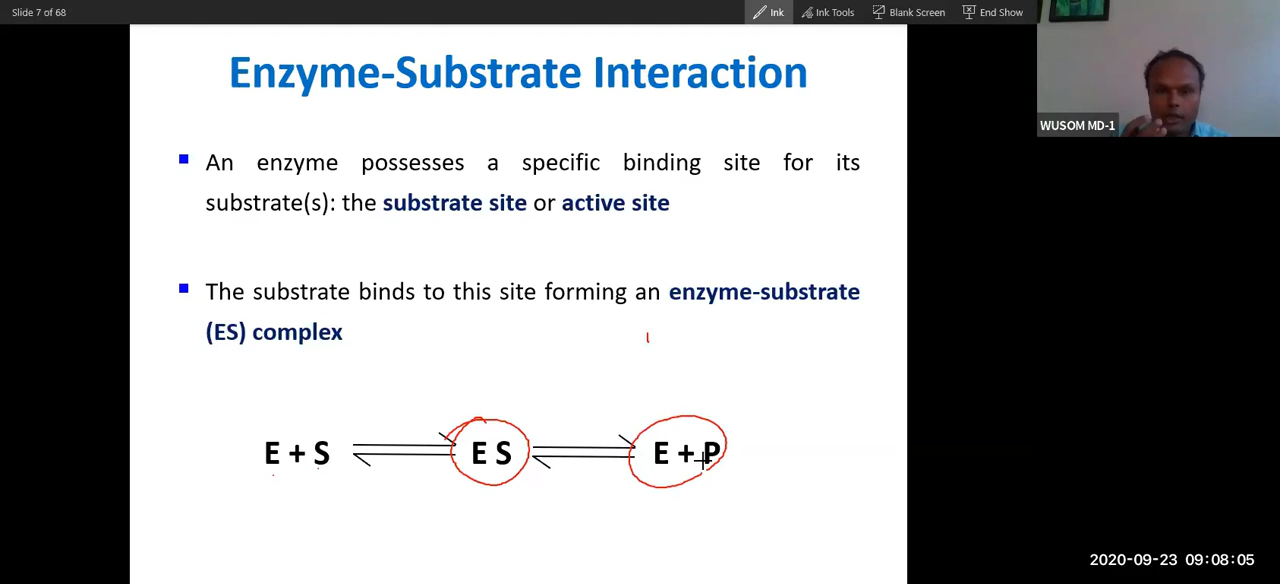 Slide 7 of 68
Ink
Ink Tools
Blank Screen
End Show
Enzyme-Substrate Interaction
WUSOM MD-1
An enzyme possesses a specific binding site for its
substrate(s): the substrate site or active site
The substrate binds to this site forming an enzyme-substrate
(ES) complex
E + S E S E + P
2020-09-23 09:08:05